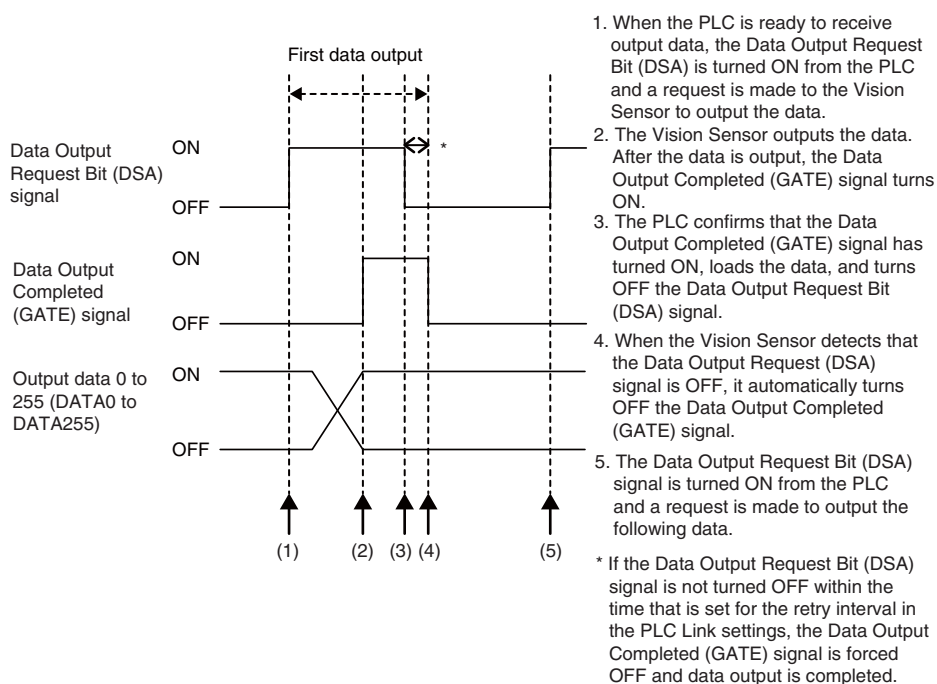 First data output
Data Output
Request Bit (DSA)
signal
ON
OFF
*
Data Output
Completed
(GATE) signal
ON
OFF
Output data 0 to
255 (DATA0 to
DATA255)
ON
OFF
(1)
(2)
(3)
(4)
(5)
1. When the PLC is ready to receive
output data, the Data Output Request
Bit (DSA) is turned ON from the PLC
and a request is made to the Vision
Sensor to output the data.
2. The Vision Sensor outputs the data.
After the data is output, the Data
Output Completed (GATE) signal turns
ON.
3. The PLC confirms that the Data
Output Completed (GATE) signal has
turned ON, loads the data, and turns
OFF the Data Output Request Bit
(DSA) signal.
4. When the Vision Sensor detects that
the Data Output Request (DSA)
signal is OFF, it automatically turns
OFF the Data Output Completed
(GATE) signal.
5. The Data Output Request Bit (DSA)
signal is turned ON from the PLC
and a request is made to output the
following data.
* If the Data Output Request Bit (DSA)
signal is not turned OFF within the
time that is set for the retry interval in
the PLC Link settings, the Data Output
Completed (GATE) signal is forced
OFF and data output is completed.